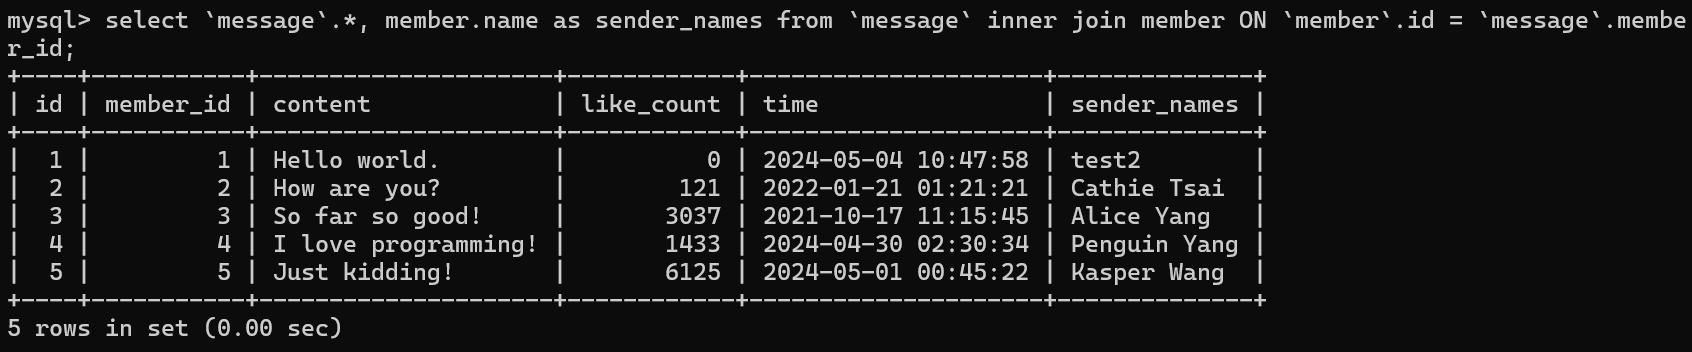 mysql> select `message`.*, member.name as sender_names from `message` inner join member ON `member`.id = `message`.membe
r_id;
+----+-----------+---------------------+------------+---------------------+--------------+
| id | member_id | content             | like_count | time                | sender_names |
+----+-----------+---------------------+------------+---------------------+--------------+
|  1 |         1 | Hello world.        |          0 | 2024-05-04 10:47:58 | test2        |
|  2 |         2 | How are you?        |        121 | 2022-01-21 01:21:21 | Cathie Tsai  |
|  3 |         3 | So far so good!     |       3037 | 2021-10-17 11:15:45 | Alice Yang   |
|  4 |         4 | I love programming! |       1433 | 2024-04-30 02:30:34 | Penguin Yang |
|  5 |         5 | Just kidding!       |       6125 | 2024-05-01 00:45:22 | Kasper Wang  |
+----+-----------+---------------------+------------+---------------------+--------------+
5 rows in set (0.00 sec)